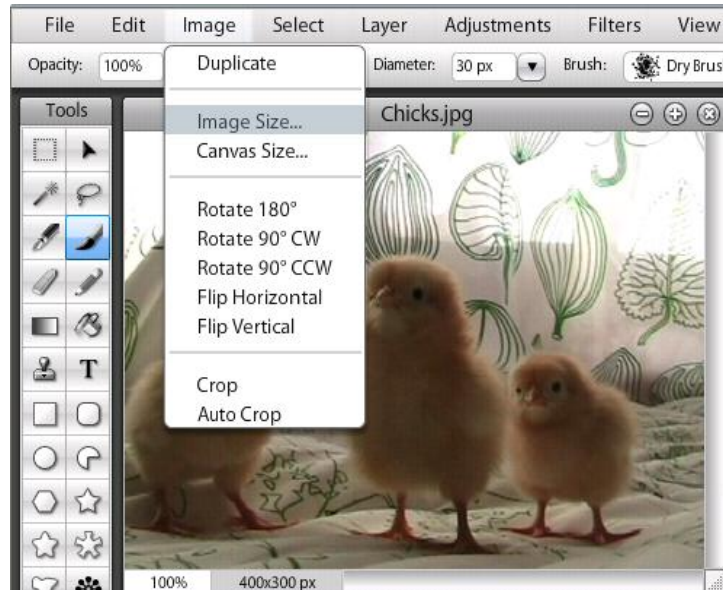 File Edit Image Select Layer Adjustments Filters View
Opacity: 100% Diameter: 30 px Brush: Dry Brus
Tools
Chicks.jpg
Duplicate
Image Size...
Canvas Size...
Rotate 180°
Rotate 90° CW
Rotate 90° CCW
Flip Horizontal
Flip Vertical
Crop
Auto Crop
T
100% 400x300 px